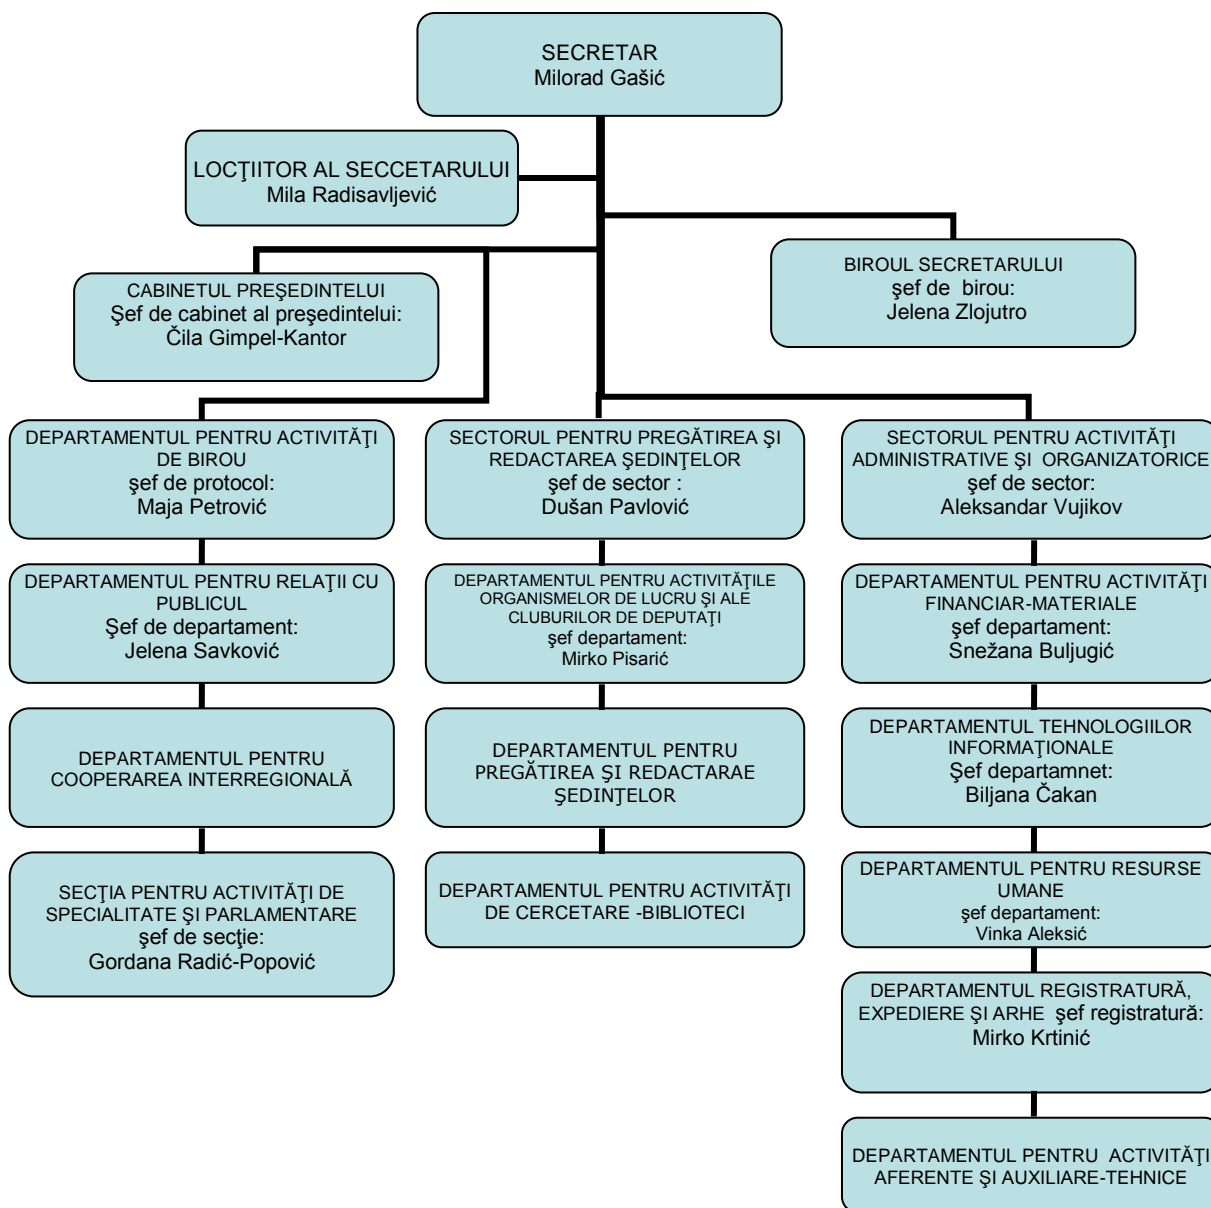 SECRETAR
Milorad Gašić
LOCŢIITOR AL SECCETARULUI
Mila Radisavljević
BIROUL SECRETARULUI
şef de birou:
Jelena Zlojutro
CABINETUL PREŞEDINTELUI
Şef de cabinet al preşedintelui:
Čila Gimpel-Kantor
DEPARTAMENTUL PENTRU ACTIVITĂŢI
DE BIROU
şef de protocol:
Maja Petrović
SECTORUL PENTRU PREGĂTIREA ŞI
REDACTAREA ŞEDINŢELOR
şef de sector :
Dušan Pavlović
SECTORUL PENTRU ACTIVITĂŢI
ADMINISTRATIVE ŞI ORGANIZATORICE
şef de sector:
Aleksandar Vujikov
DEPARTAMENTUL PENTRU RELAŢII CU
PUBLICUL
Şef de departament:
Jelena Savković
DEPARTAMENTUL PENTRU ACTIVITĂŢILE
ORGANISMELOR DE LUCRU ŞI ALE
CLUBURILOR DE DEPUTAŢI
şef departament:
Mirko Pisarić
DEPARTAMENTUL PENTRU ACTIVITĂŢI
FINANCIAR-MATERIALE
şef departament:
Snežana Buljugić
DEPARTAMENTUL PENTRU
COOPERAREA INTERREGIONALĂ
DEPARTAMENTUL PENTRU
PREGĂTIREA ŞI REDACTARAE
ŞEDINŢELOR
DEPARTAMENTUL TEHNOLOGIILOR
INFORMAŢIONALE
Şef departamnet:
Biljana Čakan
SECŢIA PENTRU ACTIVITĂŢI DE
SPECIALITATE ŞI PARLAMENTARE
şef de secţie:
Gordana Radić-Popović
DEPARTAMENTUL PENTRU ACTIVITĂŢI
DE CERCETARE -BIBLIOTECI
DEPARTAMENTUL PENTRU RESURSE
UMANE
şef departament:
Vinka Aleksić
DEPARTAMENTUL REGISTRATURĂ,
EXPEDIERE ŞI ARHE şef registratură:
Mirko Krtinić
DEPARTAMENTUL PENTRU ACTIVITĂŢI
AFERENTE ŞI AUXILIARE-TEHNICE